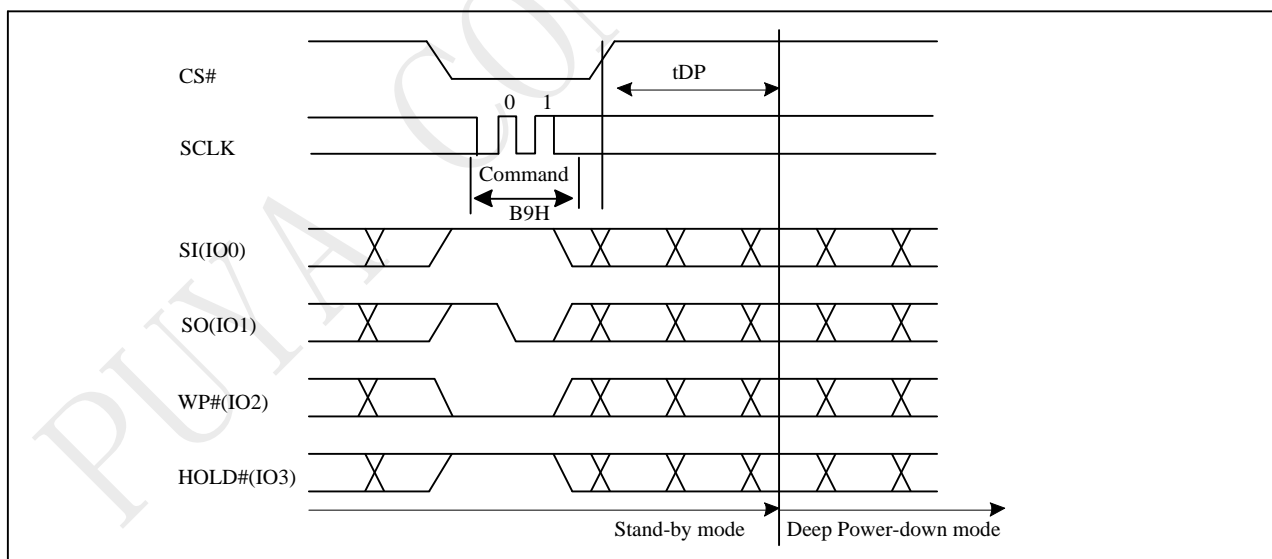 CS#
tDP
0 1
SCLK
Command
B9H
SI(IO0)
SO(IO1)
WP#(IO2)
HOLD#(IO3)
Stand-by mode Deep Power-down mode
PUYA